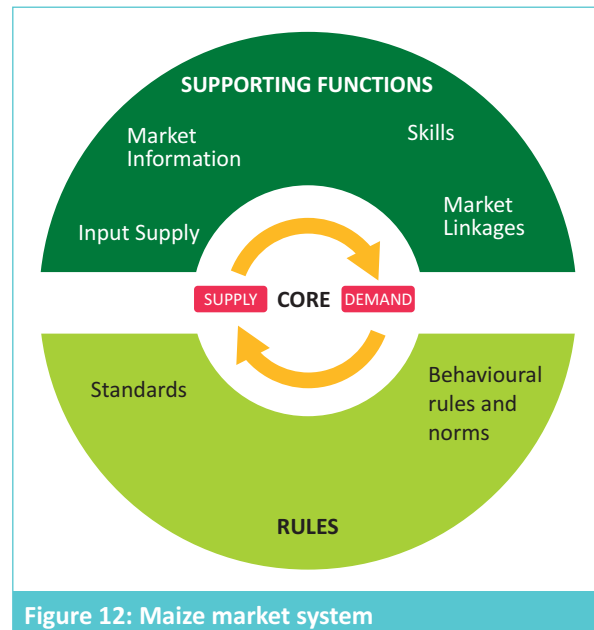 SUPPORTING FUNCTIONS
Market
Information
Skills
Input Supply
Market
Linkages
SUPPLY
CORE
DEMAND
Standards
Behavioural
rules and
norms
RULES
Figure 12: Maize market system